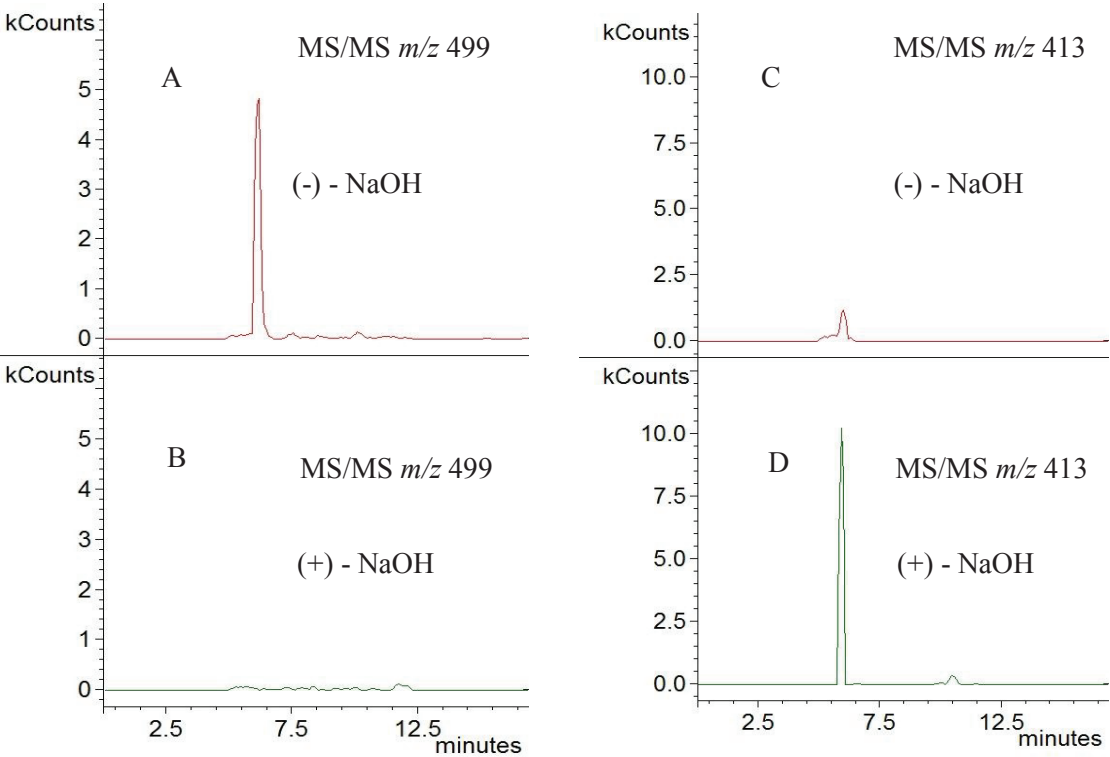 kCounts
MS/MS m/z 499
A
5
4
(-) - NaOH
3
2
1
0
kCounts
5
B
MS/MS m/z 499
4
3
(+) - NaOH
2
1
0
2.5 7.5 12.5
minutes
kCounts
MS/MS m/z 413
10.0
C
7.5
(-) - NaOH
5.0
2.5
0.0
kCounts
10.0
D
MS/MS m/z 413
7.5
(+) - NaOH
5.0
2.5
0.0
2.5 7.5 12.5
minutes